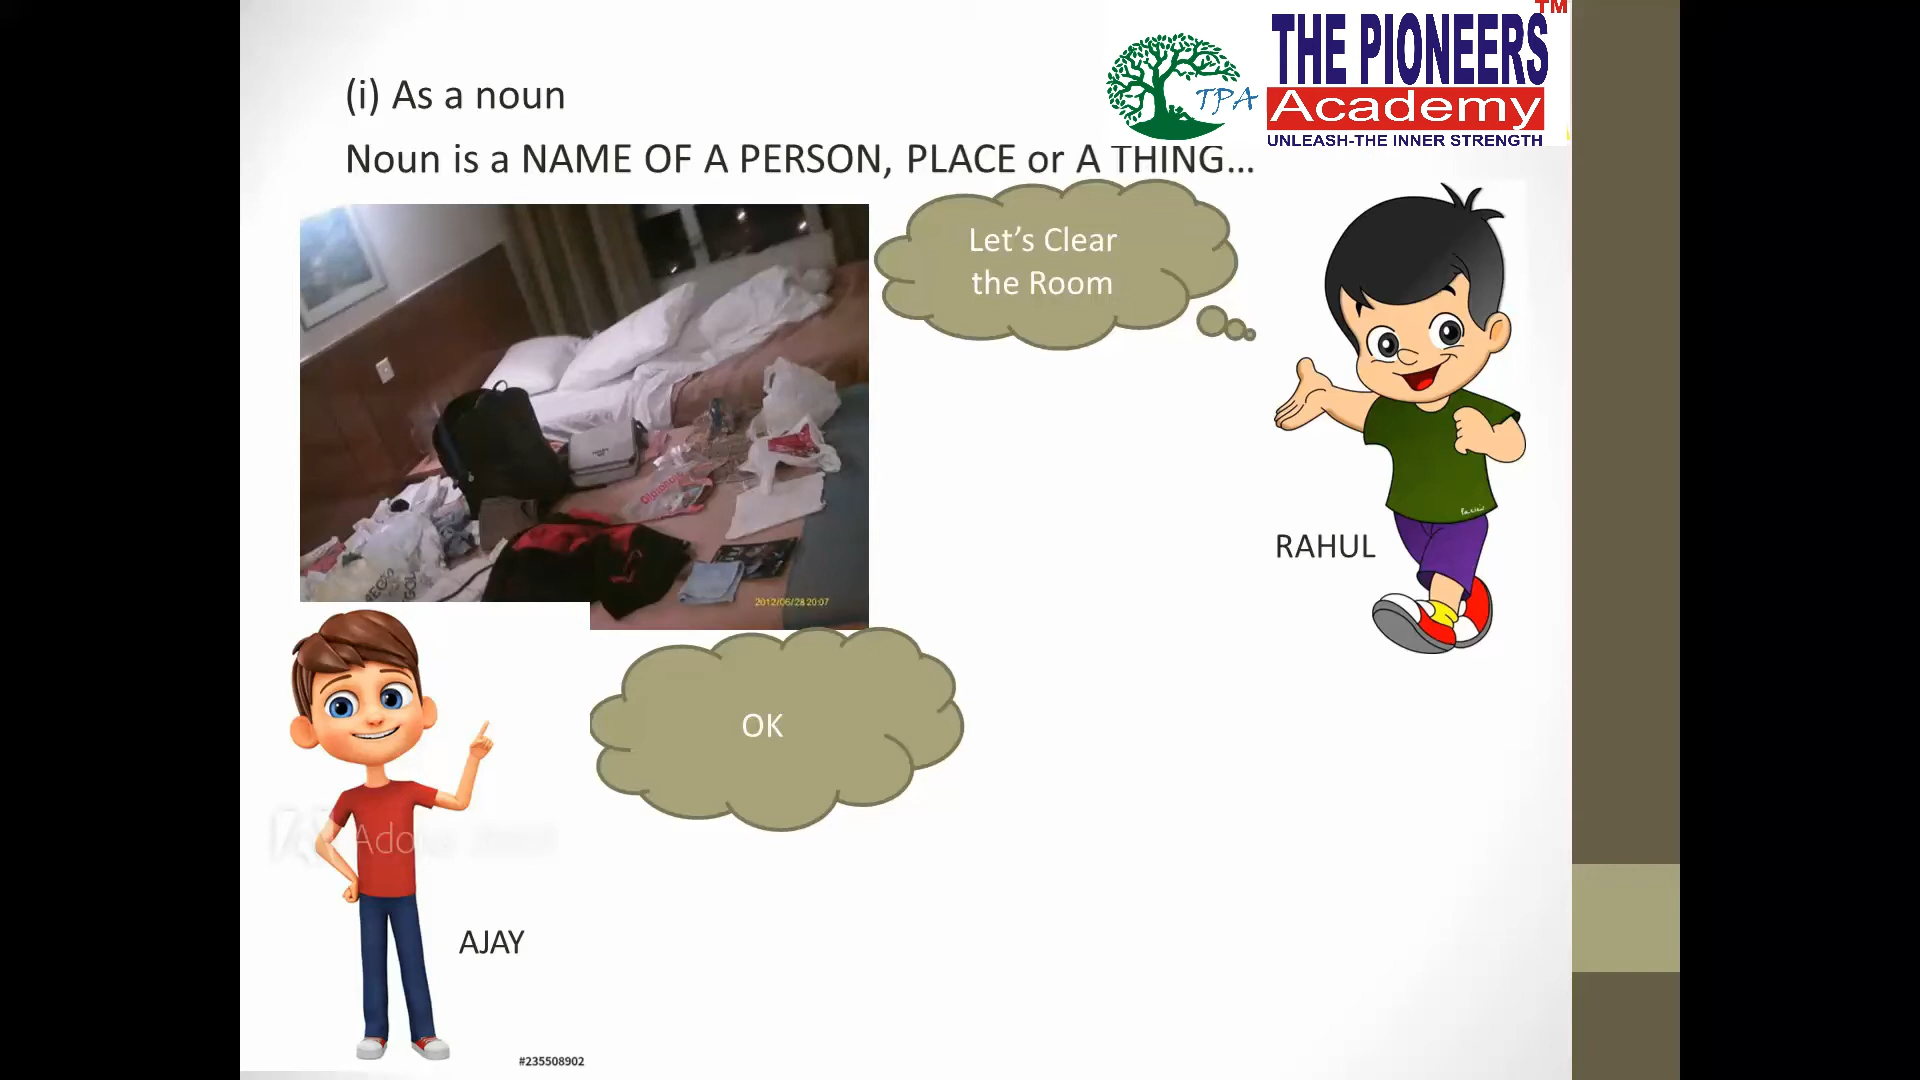 TM
THE PIONEERS
TPA
Academy
UNLEASH-THE INNER STRENGTH
(i) As a noun
Noun is a NAME OF A PERSON, PLACE or A THING...
Let's Clear
the Room
RAHUL
2012/06/28 20:07
OK
AJAY
#235508902